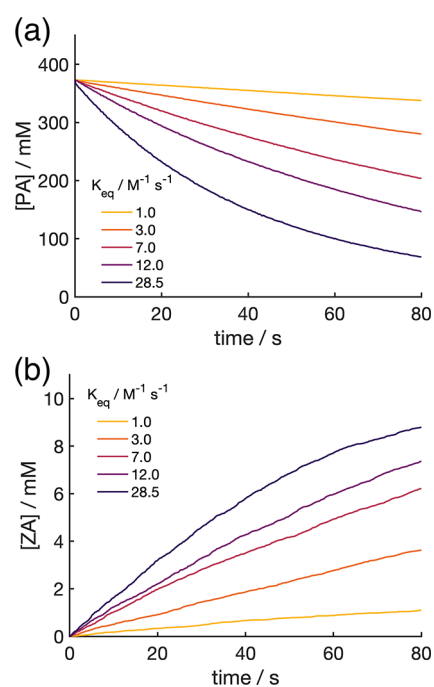 (a)
400
300
200
100
0
[PA] / mM
K_eq / M⁻¹ s⁻¹
1.0
3.0
7.0
12.0
28.5
0 20 40 60 80
time / s
(b)
10
8
6
4
2
0
[ZA] / mM
K_eq / M⁻¹ s⁻¹
1.0
3.0
7.0
12.0
28.5
0 20 40 60 80
time / s